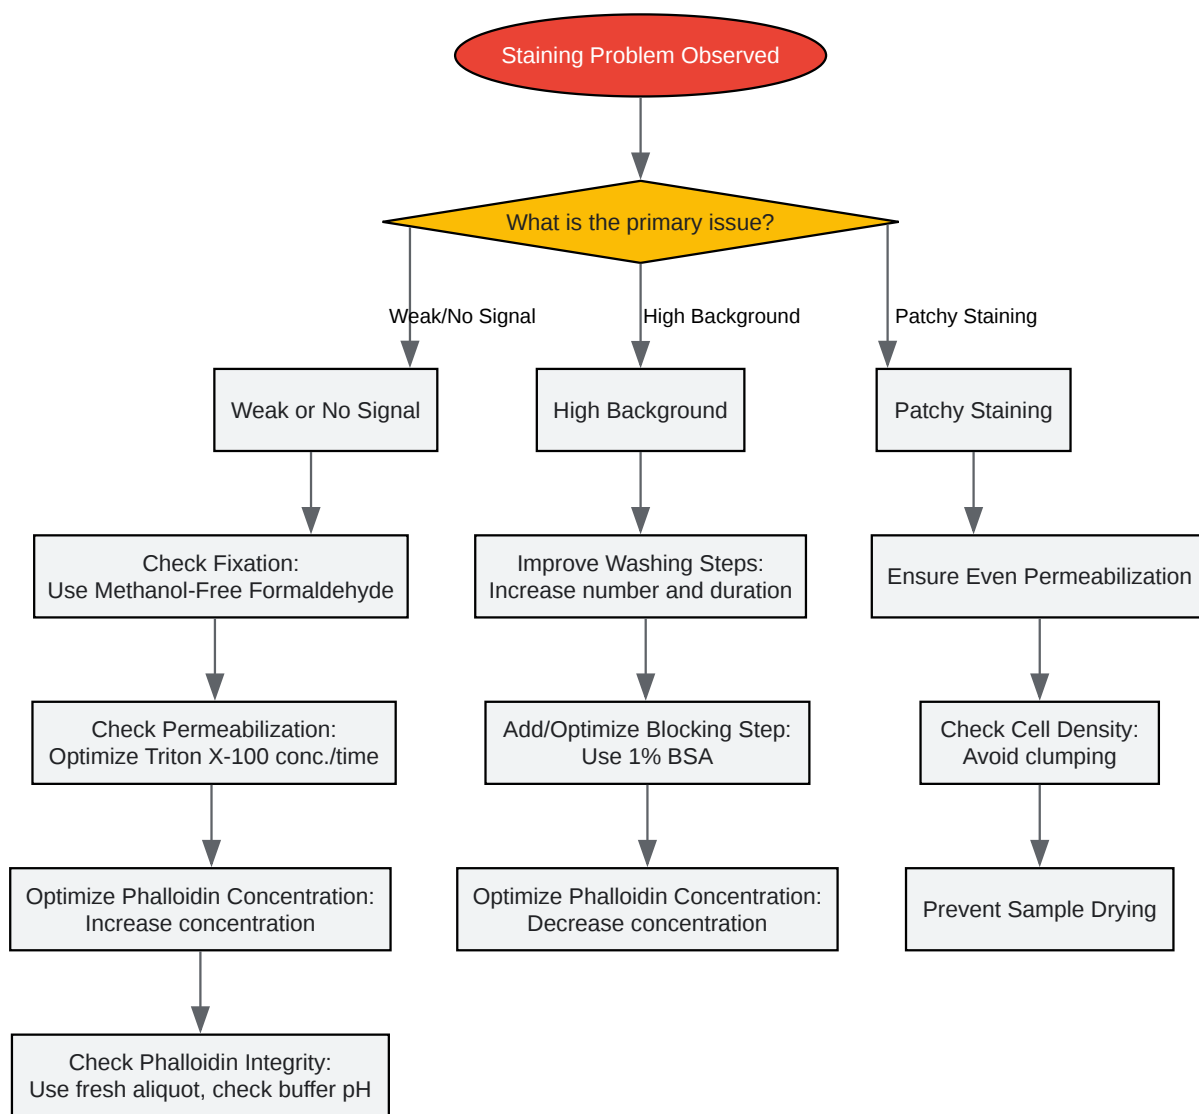 Staining Problem Observed
What is the primary issue?
Weak/No Signal
High Background
Patchy Staining
Weak or No Signal
High Background
Patchy Staining
Check Fixation:
Use Methanol-Free Formaldehyde
Improve Washing Steps:
Increase number and duration
Ensure Even Permeabilization
Check Permeabilization:
Optimize Triton X-100 conc./time
Add/Optimize Blocking Step:
Use 1% BSA
Check Cell Density:
Avoid clumping
Optimize Phalloidin Concentration:
Increase concentration
Optimize Phalloidin Concentration:
Decrease concentration
Prevent Sample Drying
Check Phalloidin Integrity:
Use fresh aliquot, check buffer pH